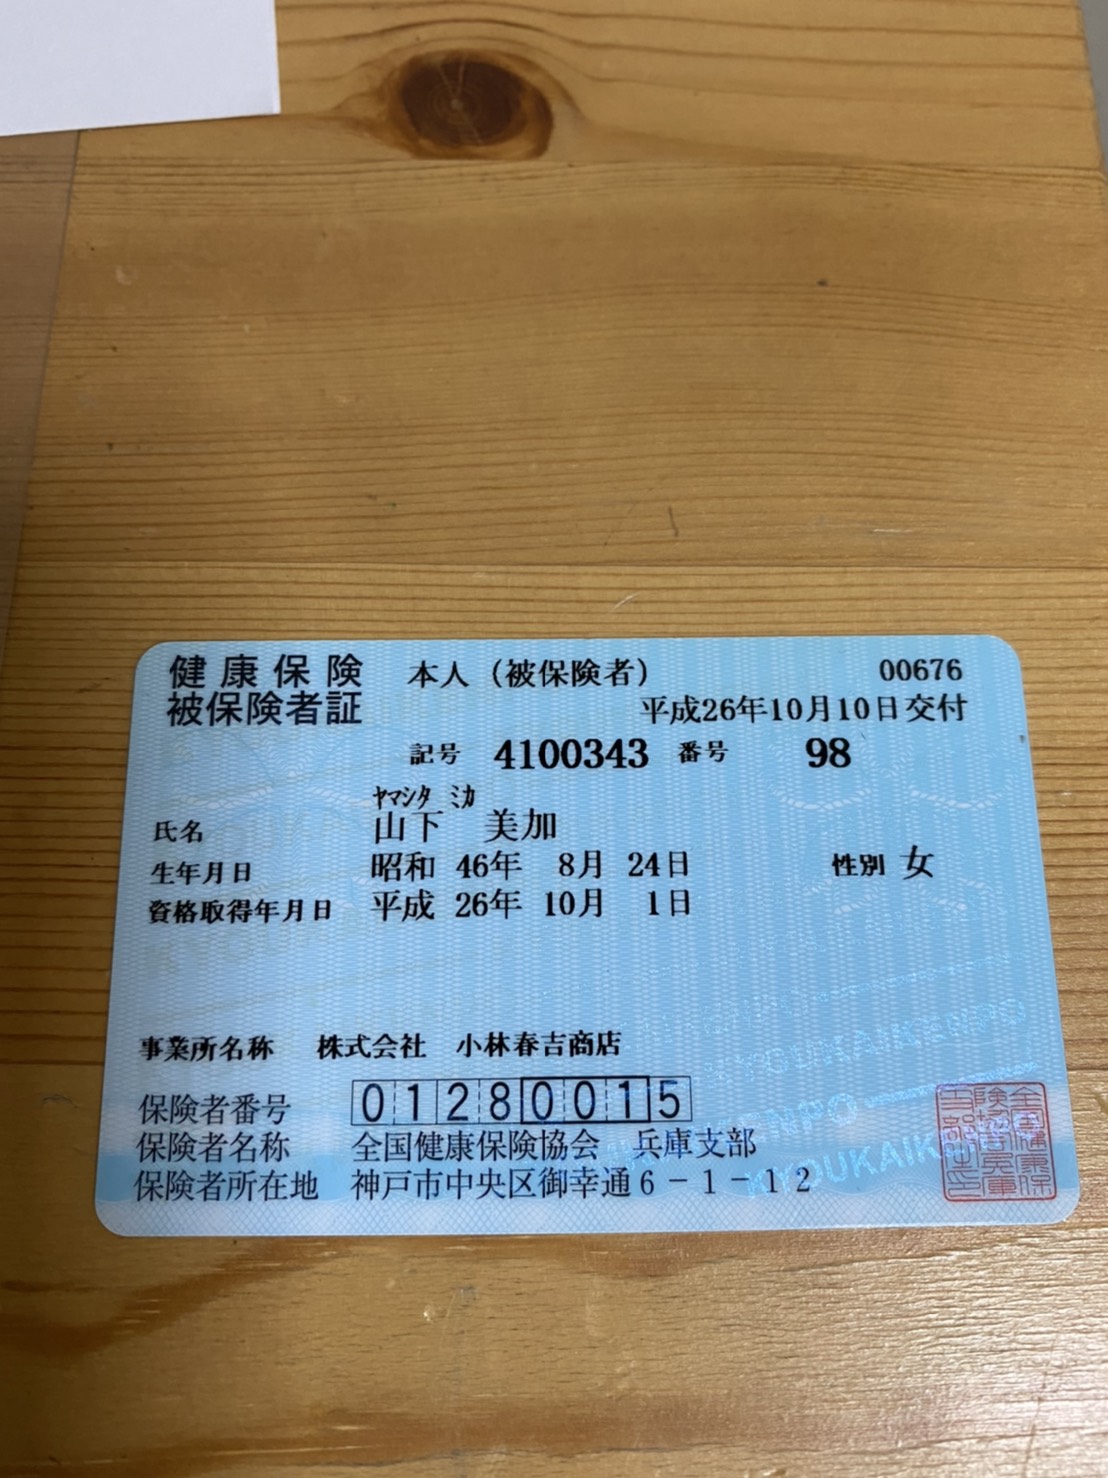 健康保険 本人（被保険者） 00676
被保険者証 平成26年10月10日交付
記号 4100343 番号 98
ﾔﾏｼﾀ ﾐｶ
氏名 山下 美加
生年月日 昭和 46年 8月 24日 性別 女
資格取得年月日 平成 26年 10月 1日
事業所名称 株式会社 小林春吉商店
保険者番号 01280015
保険者名称 全国健康保険協会 兵庫支部
保険者所在地 神戸市中央区御幸通6－1－12